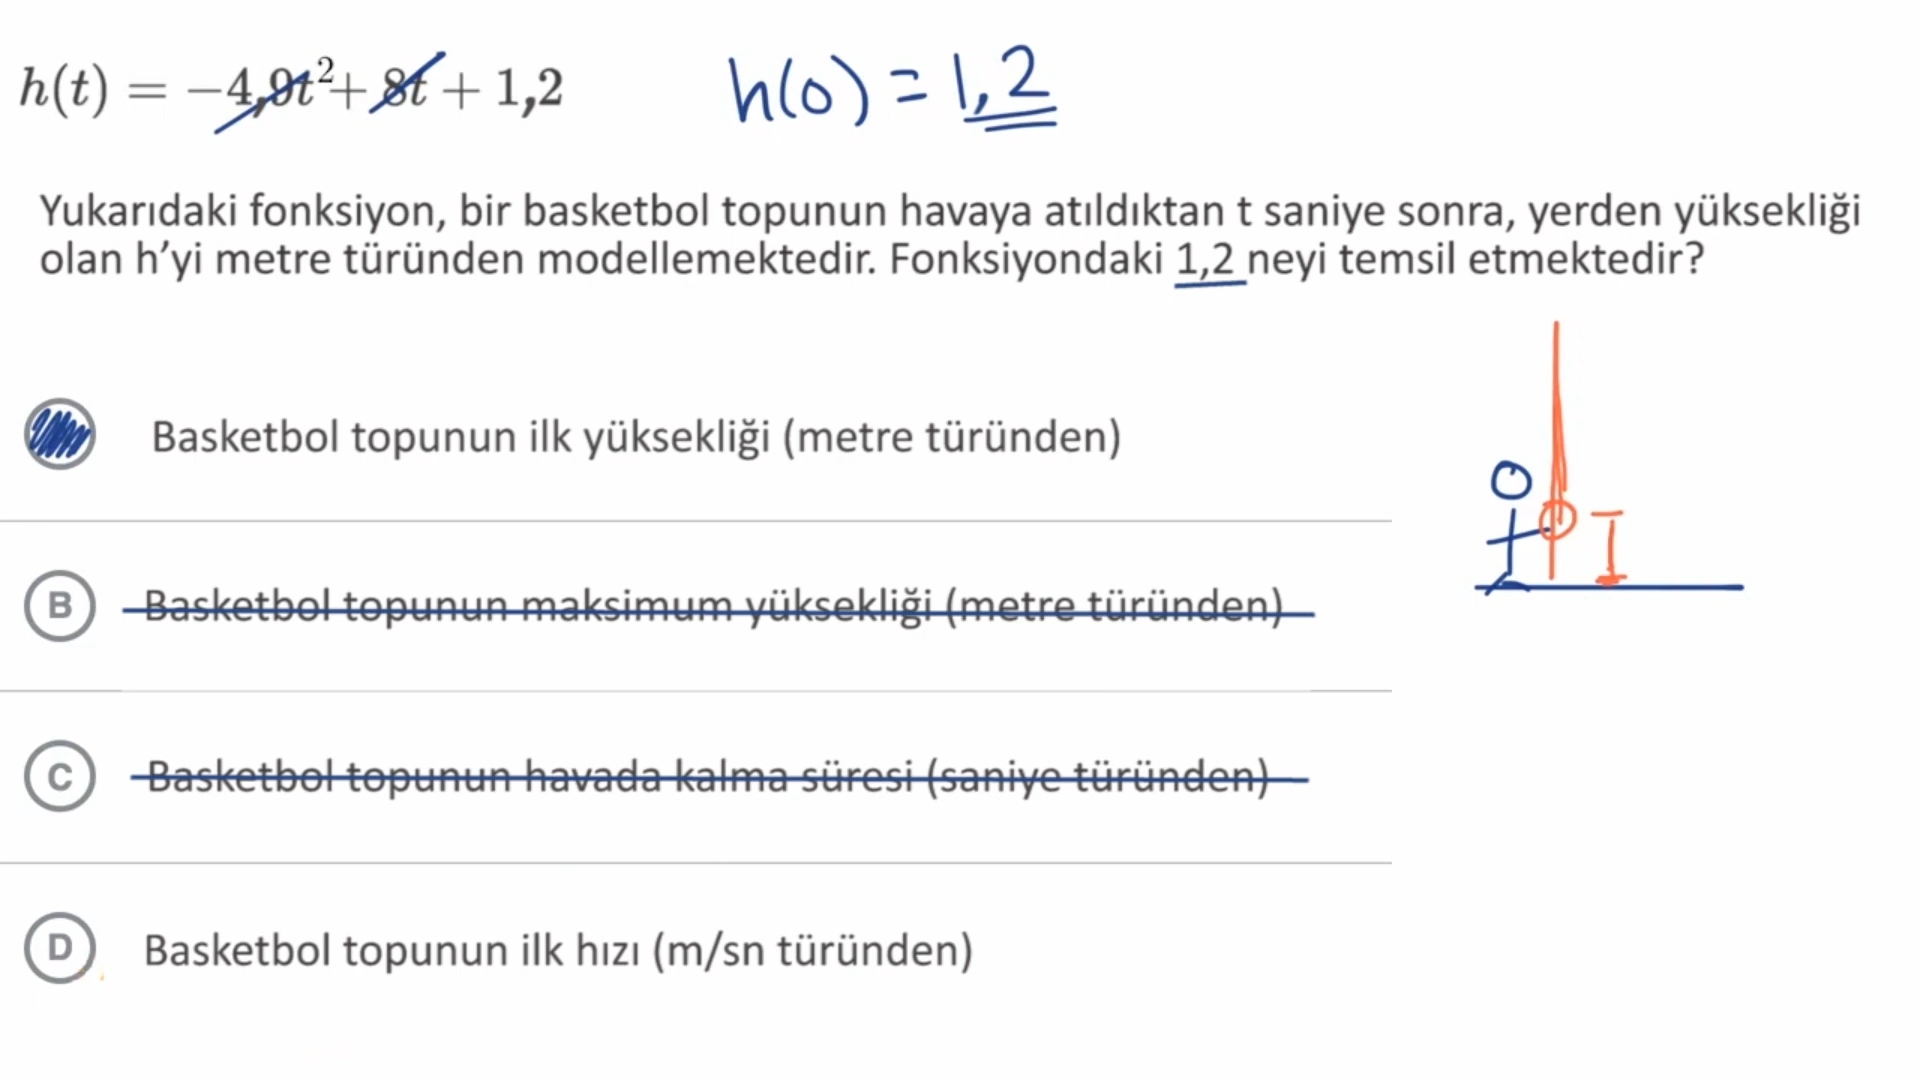 h(t) = −4,9t²+ 8t + 1,2
h(0) = 1,2
Yukarıdaki fonksiyon, bir basketbol topunun havaya atıldıktan t saniye sonra, yerden yüksekliği
olan h’yi metre türünden modellemektedir. Fonksiyondaki 1,2 neyi temsil etmektedir?
Basketbol topunun ilk yüksekliği (metre türünden)
B Basketbol topunun maksimum yüksekliği (metre türünden)
C Basketbol topunun havada kalma süresi (saniye türünden)
D Basketbol topunun ilk hızı (m/sn türünden)